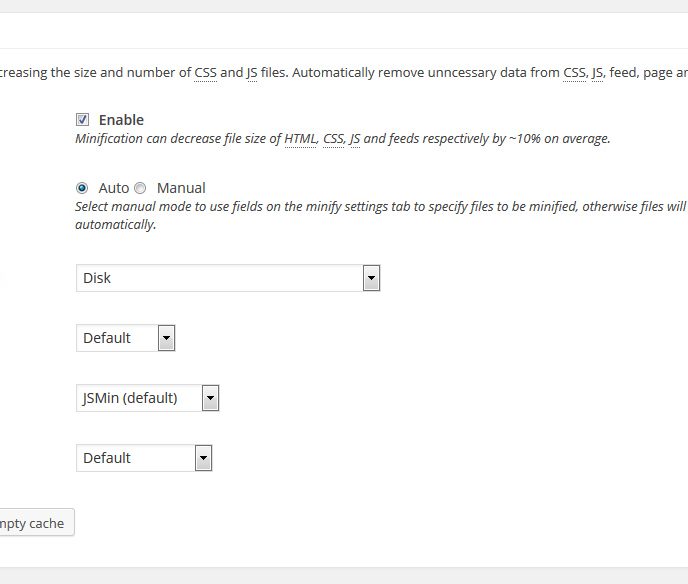 creasing the size and number of CSS and JS files. Automatically remove unncessary data from CSS, JS, feed, page
Enable
Minification can decrease file size of HTML, CSS, JS and feeds respectively by ~10% on average.
Auto Manual
Select manual mode to use fields on the minify settings tab to specify files to be minified, otherwise files will
automatically.
Disk
Default
JSMin (default)
Default
mpty cache